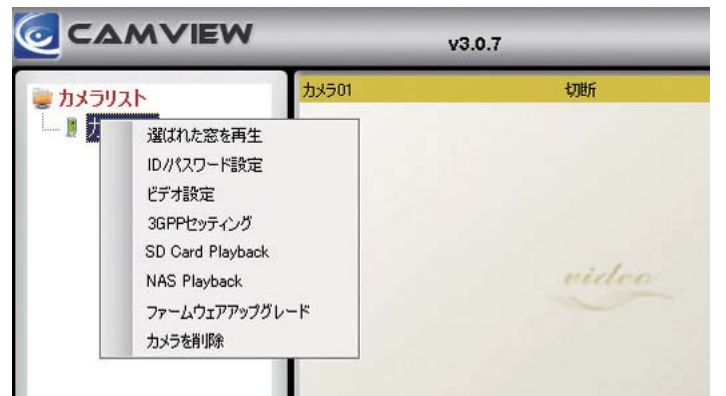 CAMVIEW
v3.0.7
カメラリスト
カメラ01 切断
選ばれた窓を再生
ID/パスワード設定
ビデオ設定
3GPPセッティング
SD Card Playback
NAS Playback
ファームウェアアップグレード
カメラを削除
video